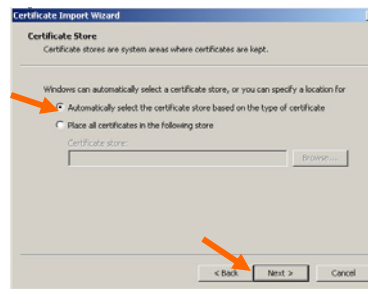 Certificate Import Wizard
Certificate Store
Certificate stores are system areas where certificates are kept.
Windows can automatically select a certificate store, or you can specify a location for
Automatically select the certificate store based on the type of certificate
Place all certificates in the following store
Certificate store:
Browse...
< Back
Next >
Cancel